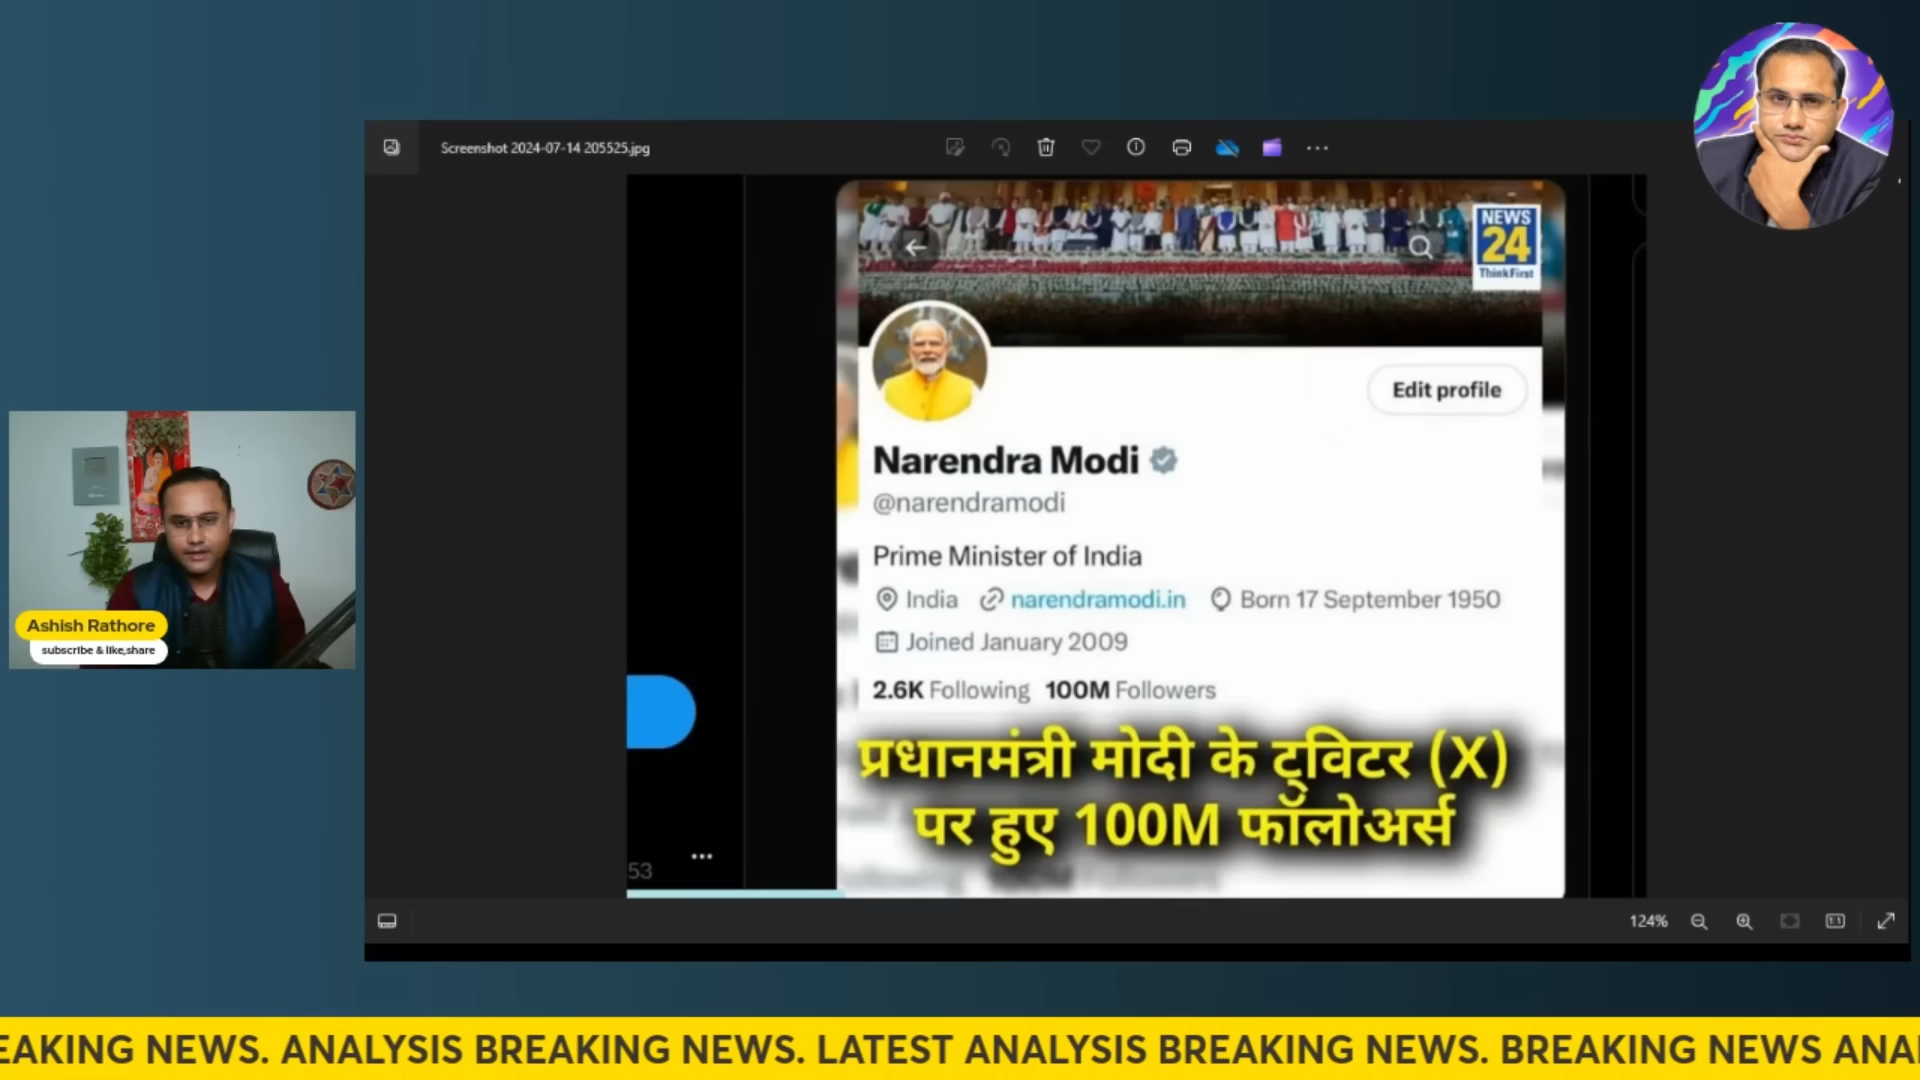 Screenshot 2024-07-14 205525.jpg
NEWS
24
Think First
Edit profile
Narendra Modi
@narendramodi
Prime Minister of India
India narendramodi.in Born 17 September 1950
Joined January 2009
2.6K Following 100M Followers
प्रधानमंत्री मोदी के ट्विटर (X)
पर हुए 100M फॉलोअर्स
53
Ashish Rathore
subscribe & like,share
124%
EAKING NEWS. ANALYSIS BREAKING NEWS. LATEST ANALYSIS BREAKING NEWS. BREAKING NEWS ANA